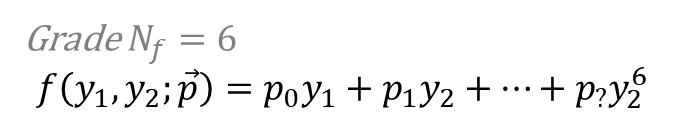 Grade N_f = 6
f(y_1, y_2; p⃗) = p_0y_1 + p_1y_2 + ⋯ + p_?y_2^6